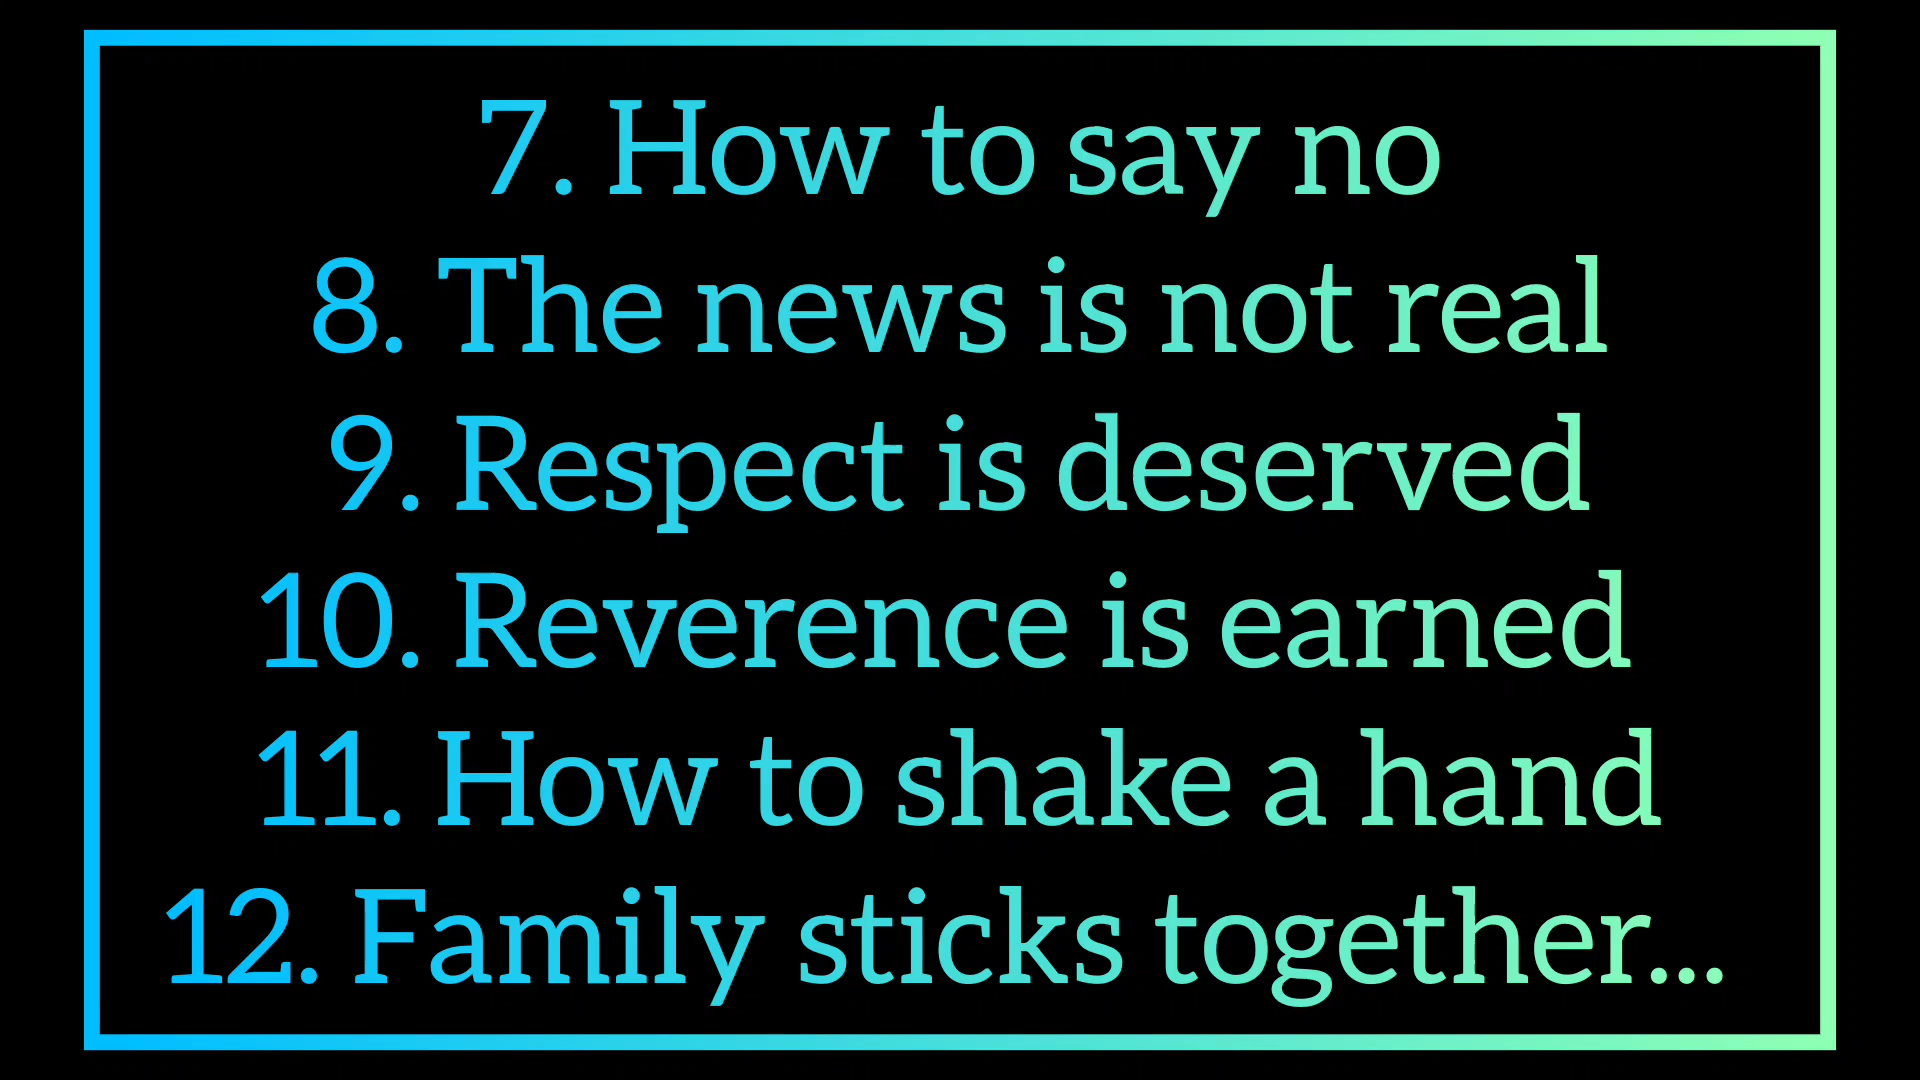 7. How to say no
8. The news is not real
9. Respect is deserved
10. Reverence is earned
11. How to shake a hand
12. Family sticks together...